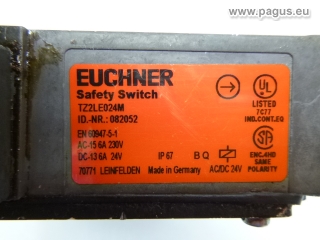 www.pagus.eu
EUCHNER
Safety Switch
TZ2LE024M
ID.-NR.: 082052
EN 60947-5-1
AC-15 6A 230V
DC-13 6A 24V
IP 67 B Q
70771 LEINFELDEN Made in Germany AC/DC 24V
UL
LISTED
7C77
IND.CONT.EQ
SA
ENC.4HD
SAME
POLARITY